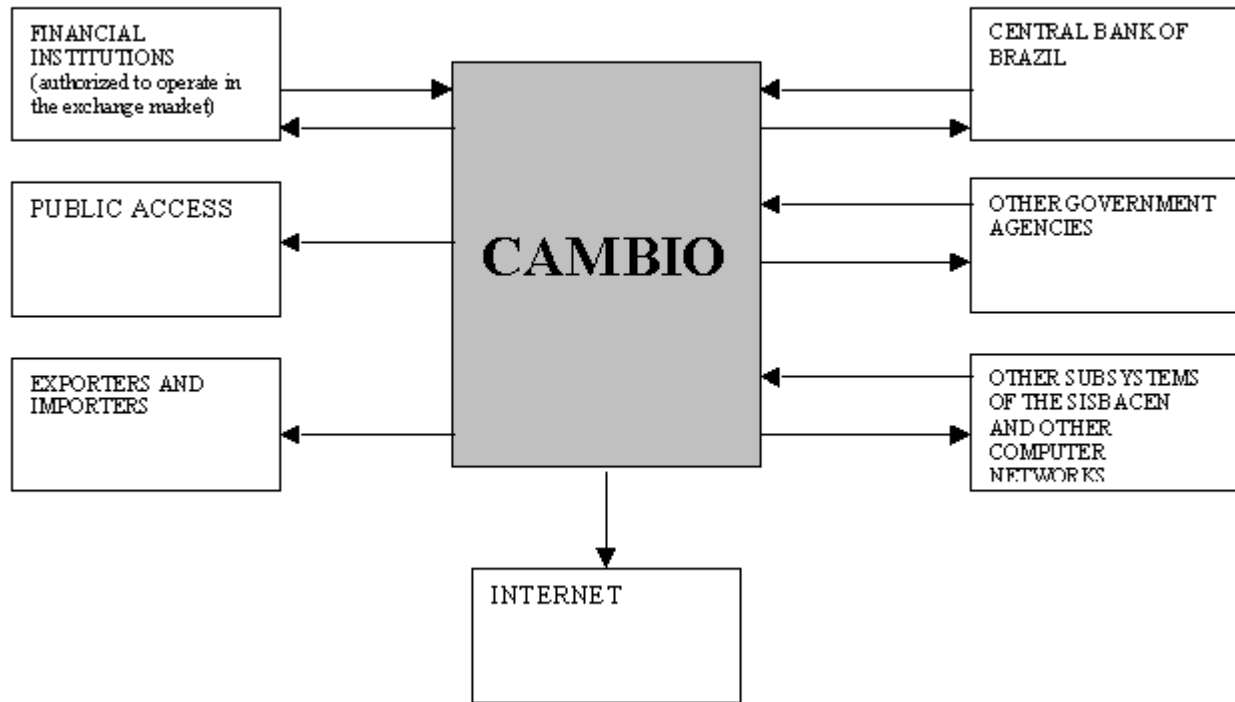 FINANCIAL
INSTITUTIONS
(authorized to operate in
the exchange market)
PUBLIC ACCESS
EXPORTERS AND
IMPORTERS
CAMBIO
CENTRAL BANK OF
BRAZIL
OTHER GOVERNMENT
AGENCIES
OTHER SUBSYSTEMS
OF THE SISBACEN
AND OTHER
COMPUTER
NETWORKS
INTERNET